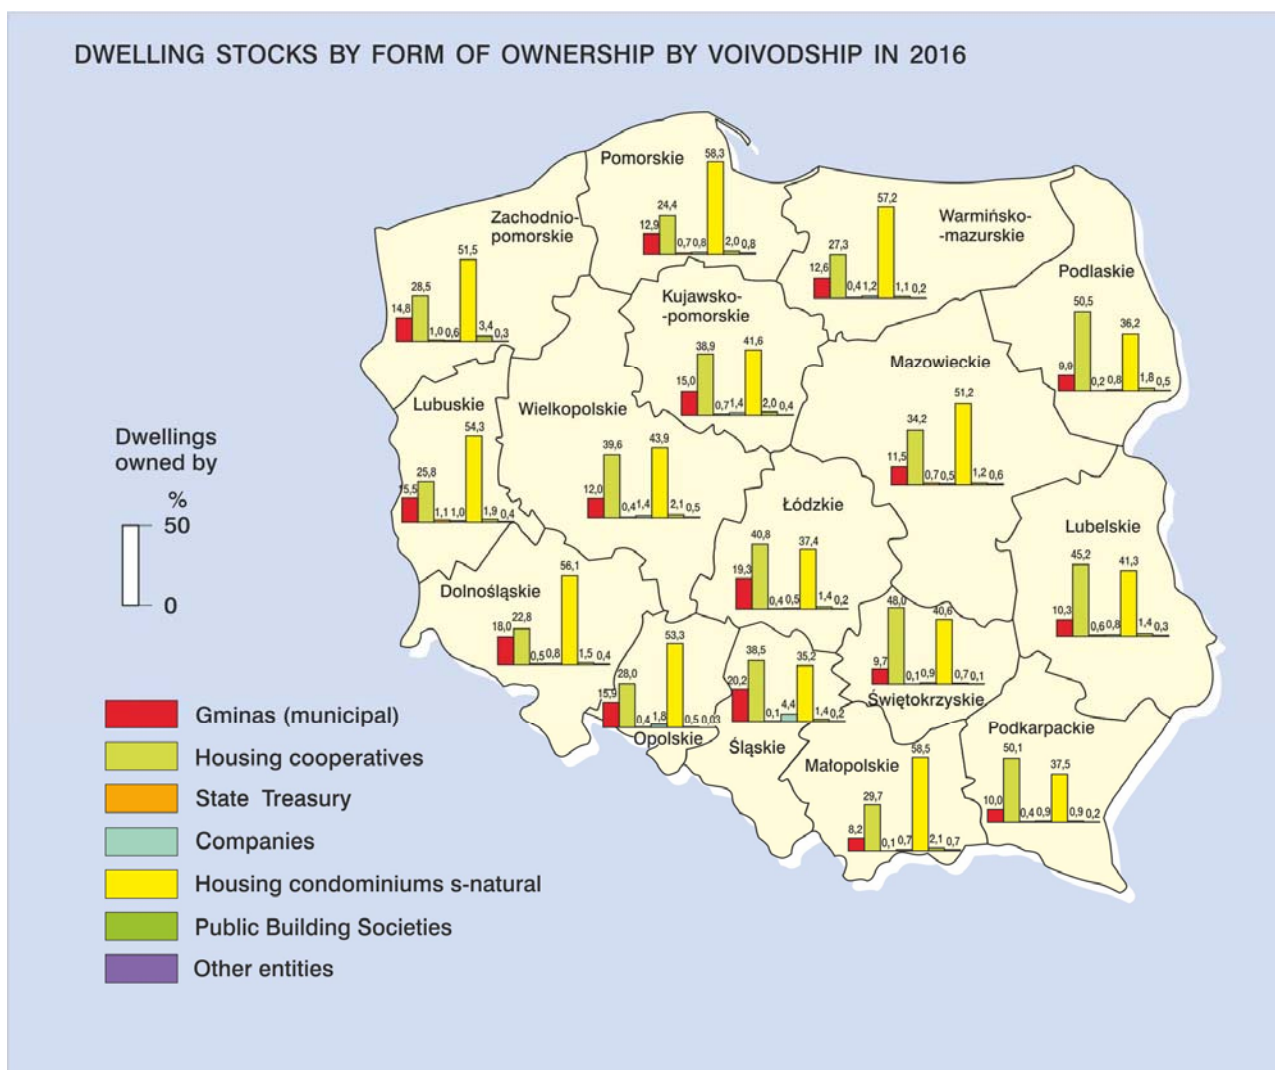 DWELLING STOCKS BY FORM OF OWNERSHIP BY VOIVODSHIP IN 2016
Pomorskie
12,9 24,4 0,7 0,8 58,3 2,0 0,8
Zachodnio-
pomorskie
14,8 28,5 1,0 0,6 51,5 3,4 0,3
Warmińsko-
-mazurskie
12,6 27,3 0,4 1,2 57,2 1,1 0,2
Podlaskie
9,9 50,5 0,2 0,8 36,2 1,8 0,5
Kujawsko-
-pomorskie
15,0 38,9 0,7 1,4 41,6 2,0 0,4
Mazowieckie
11,5 34,2 0,7 0,5 51,2 1,2 0,6
Lubuskie
15,5 25,8 1,1 1,0 54,3 1,9 0,4
Wielkopolskie
12,0 39,6 0,4 1,4 43,9 2,1 0,5
Łódzkie
19,3 40,8 0,4 0,5 37,4 1,4 0,2
Lubelskie
10,3 45,2 0,6 0,8 41,3 1,4 0,3
Dolnośląskie
18,0 22,8 0,5 0,8 56,1 1,5 0,4
15,9 28,0 0,4 1,8 53,3 0,5 0,03
Opolskie
20,2 38,5 0,1 4,4 35,2 1,4 0,2
Śląskie
9,7 48,0 0,1 0,9 40,6 0,7 0,1
Świętokrzyskie
Małopolskie
8,2 29,7 0,1 0,7 58,5 2,1 0,7
Podkarpackie
10,0 50,1 0,4 0,9 37,5 0,9 0,2
Dwellings
owned by
%
50
0
Gminas (municipal)
Housing cooperatives
State Treasury
Companies
Housing condominiums s-natural
Public Building Societies
Other entities